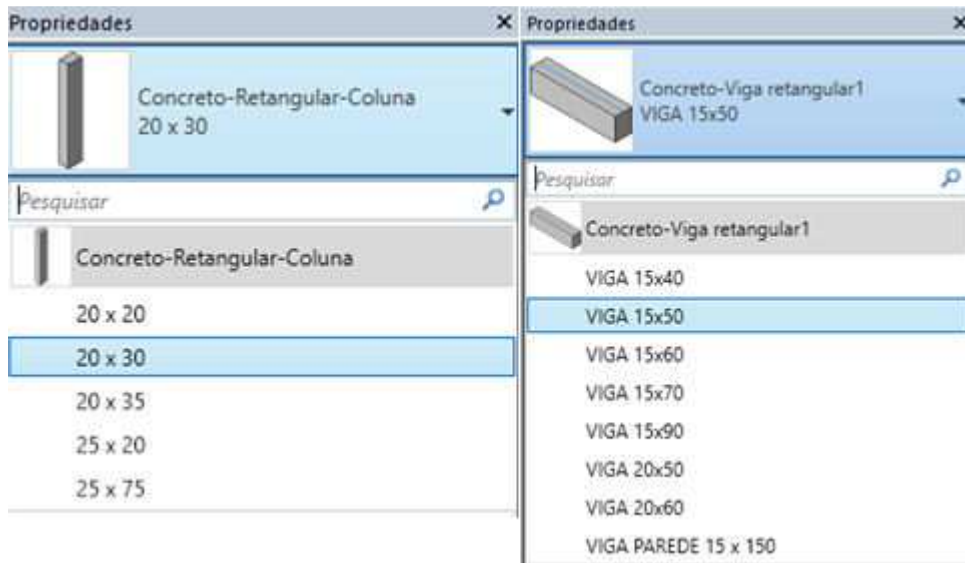 Propriedades
Concreto-Retangular-Coluna
20 x 30
Pesquisar
Concreto-Retangular-Coluna
20 x 20
20 x 30
20 x 35
25 x 20
25 x 75
Propriedades
Concreto-Viga retangular1
VIGA 15x50
Pesquisar
Concreto-Viga retangular1
VIGA 15x40
VIGA 15x50
VIGA 15x60
VIGA 15x70
VIGA 15x90
VIGA 20x50
VIGA 20x60
VIGA PAREDE 15 x 150